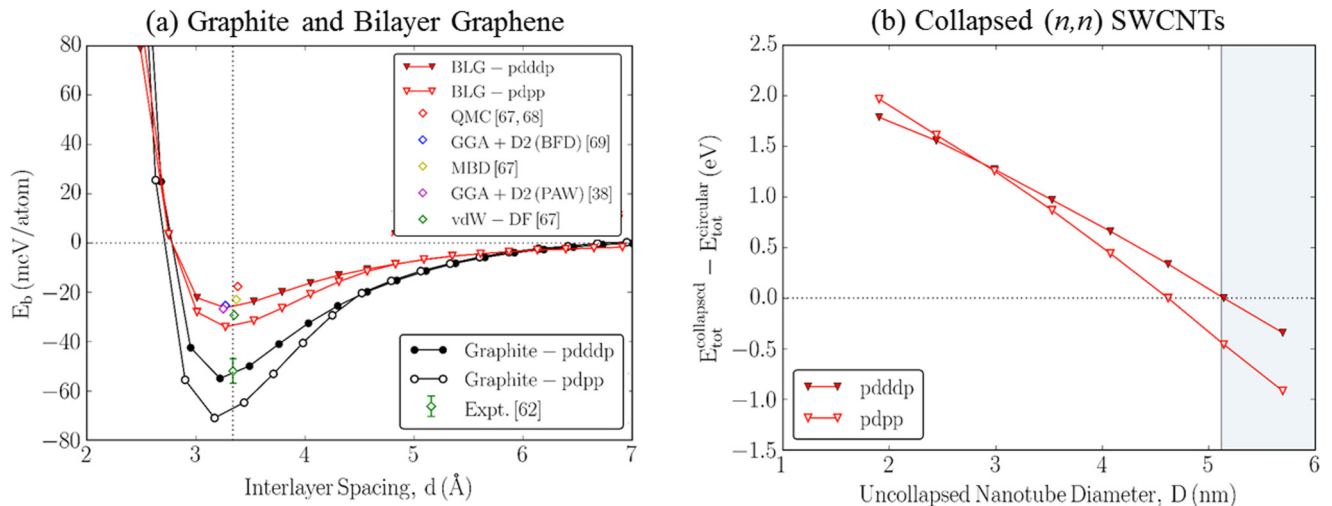 (a) Graphite and Bilayer Graphene
E_b (meV/atom)
80
60
40
20
0
−20
−40
−60
−80
BLG − pdddp
BLG − pdpp
QMC [67, 68]
GGA + D2 (BFD) [69]
MBD [67]
GGA + D2 (PAW) [38]
vdW − DF [67]
Graphite − pdddp
Graphite − pdpp
Expt. [62]
2 3 4 5 6 7
Interlayer Spacing, d (Å)
(b) Collapsed (n,n) SWCNTs
E_tot^collapsed − E_tot^circular (eV)
2.5
2.0
1.5
1.0
0.5
0.0
−0.5
−1.0
−1.5
pdddp
pdpp
1 2 3 4 5 6
Uncollapsed Nanotube Diameter, D (nm)